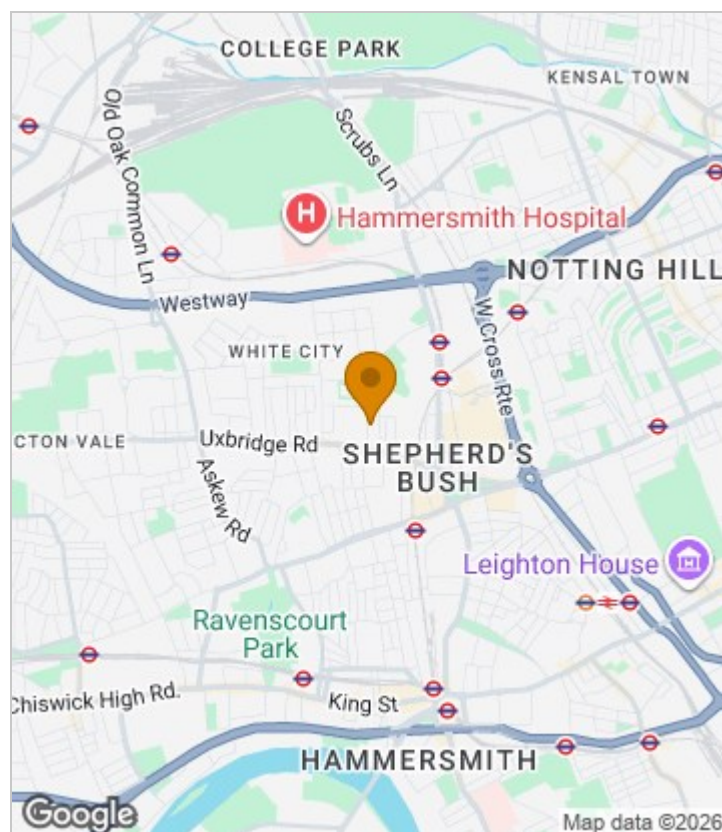 COLLEGE PARK
KENSAL TOWN
Old Oak Common Ln
Scrubs Ln
H
Hammersmith Hospital
NOTTING HILL
Westway
W Cross Rte
WHITE CITY
CTON VALE
Uxbridge Rd
SHEPHERD'S
BUSH
Askew Rd
Leighton House
Ravenscourt
Park
Chiswick High Rd.
King St
HAMMERSMITH
Google
Map data ©2026